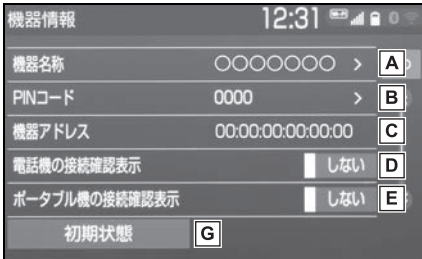 機器情報 12:31 0
機器名称 ○○○○○○○ > A
PINコード 0000 > B
機器アドレス 00:00:00:00:00:00 C
電話機の接続確認表示 しない D
ポータブル機の接続確認表示 しない E
初期状態 G